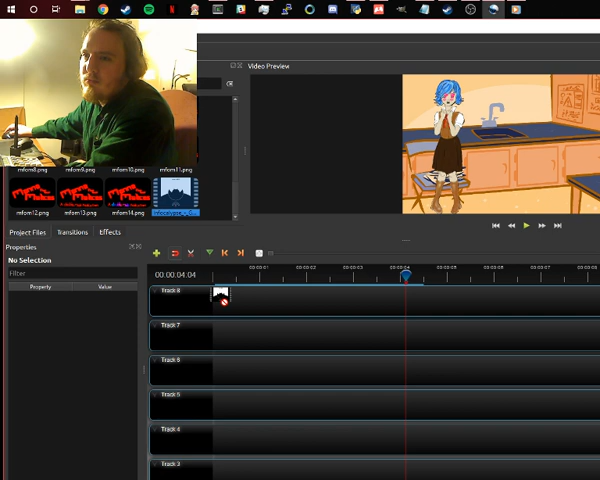 Video Preview
mfom8.png mfom9.png mfom10.png mfom11.png
mfom12.png mfom13.png mfom14.png
Project Files Transitions Effects
Properties
No Selection
Filter
Property Value
00:00:04:04
Track 8
Track 7
Track 6
Track 5
Track 4
Track 3